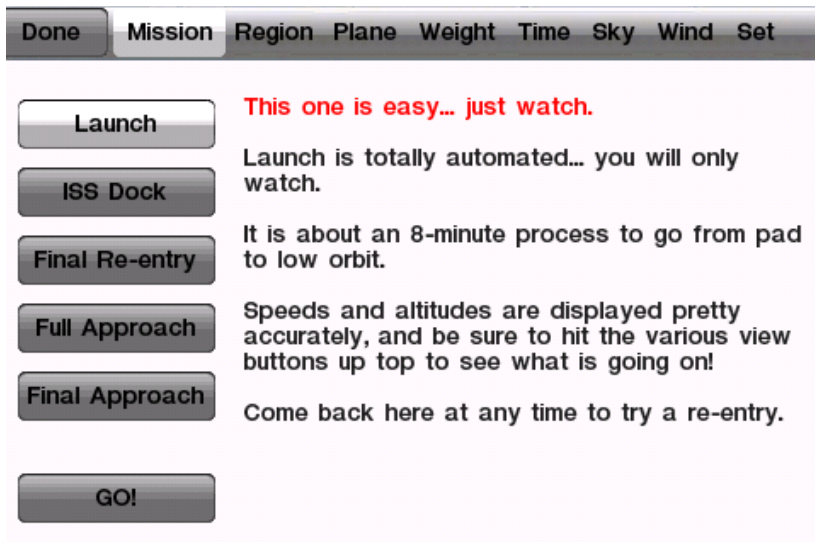 Done Mission Region Plane Weight Time Sky Wind Set
Launch
ISS Dock
Final Re-entry
Full Approach
Final Approach
GO!
This one is easy... just watch.
Launch is totally automated... you will only
watch.
It is about an 8-minute process to go from pad
to low orbit.
Speeds and altitudes are displayed pretty
accurately, and be sure to hit the various view
buttons up top to see what is going on!
Come back here at any time to try a re-entry.